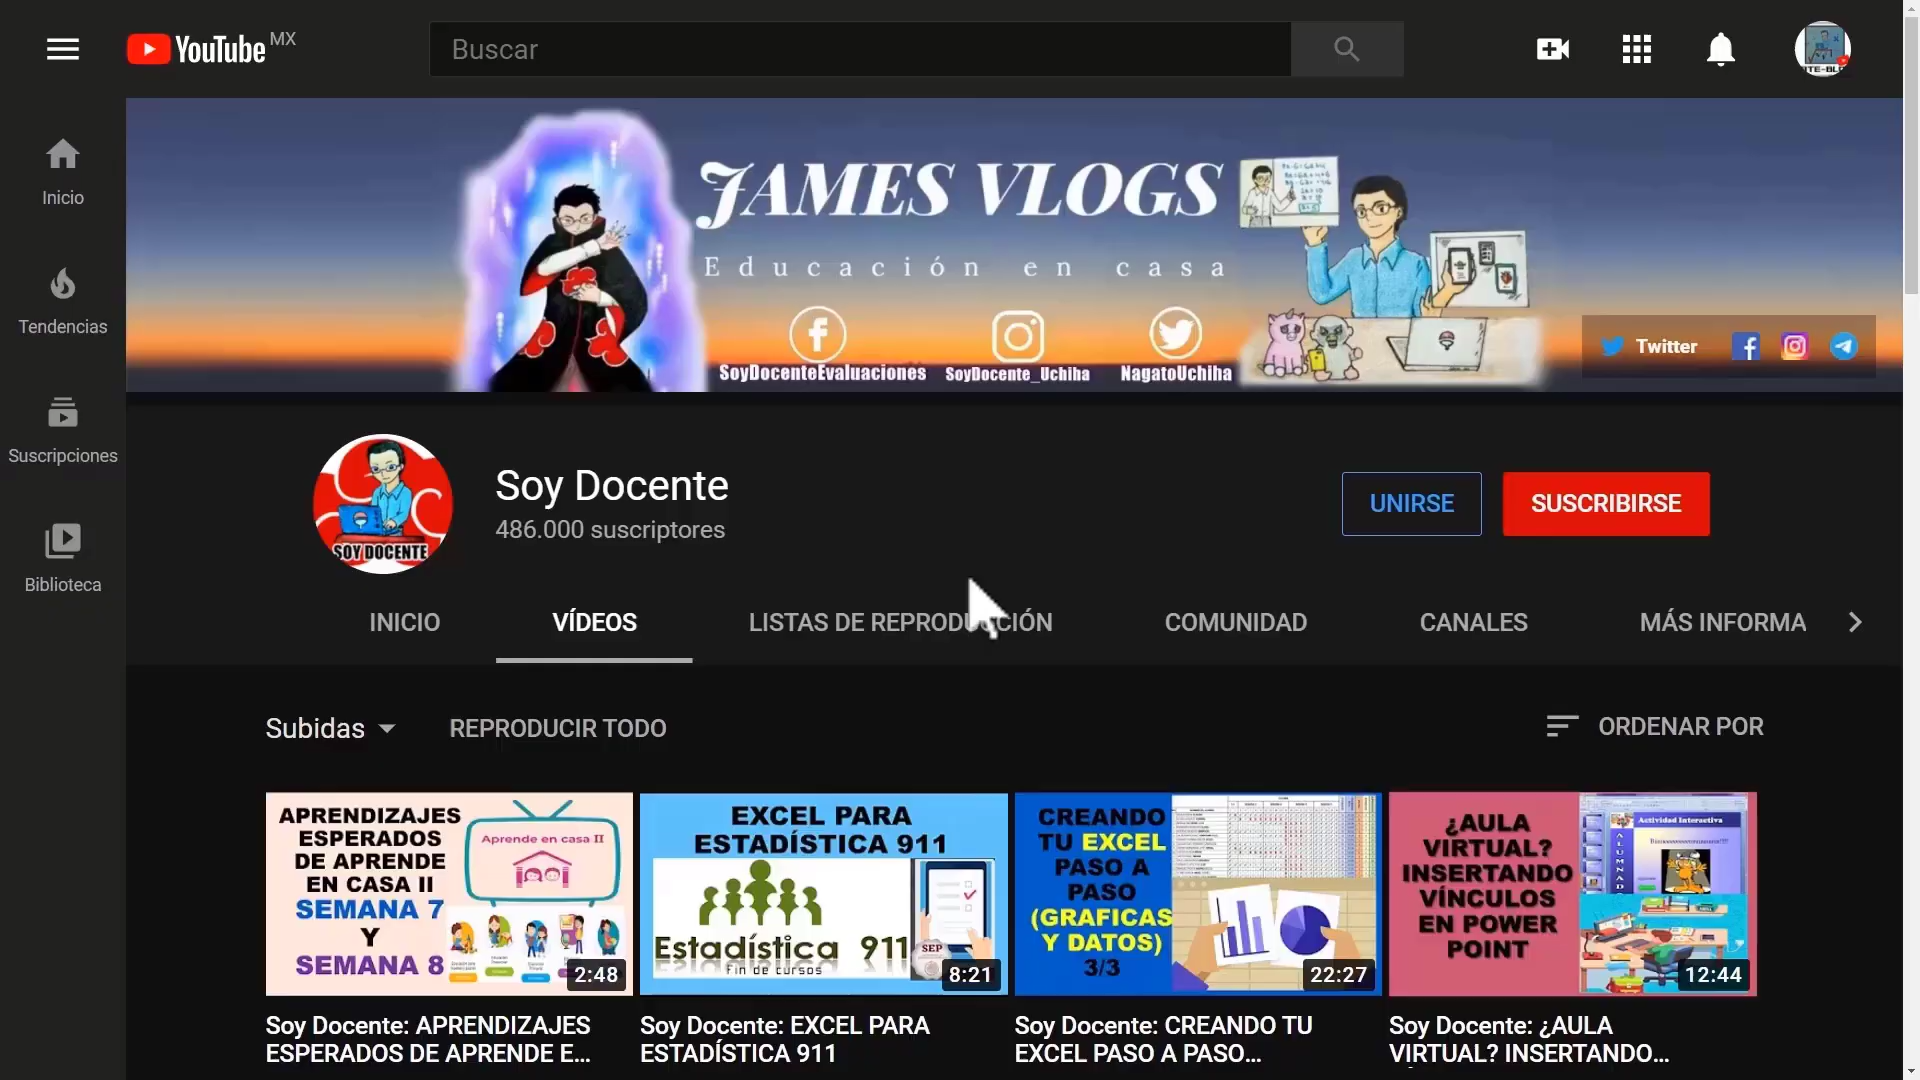 YouTube MX
Buscar
Inicio
Tendencias
Suscripciones
Biblioteca
JAMES VLOGS
Educación en casa
SoyDocenteEvaluaciones
SoyDocente_Uchiha
NagatoUchiha
Twitter
SOY DOCENTE
Soy Docente
486.000 suscriptores
UNIRSE
SUSCRIBIRSE
INICIO
VÍDEOS
LISTAS DE REPRODUCCIÓN
COMUNIDAD
CANALES
MÁS INFORMA
Subidas
REPRODUCIR TODO
ORDENAR POR
APRENDIZAJES
ESPERADOS
DE APRENDE
EN CASA II
SEMANA 7
Y
SEMANA 8
Aprende en casa II
2:48
EXCEL PARA
ESTADÍSTICA 911
Estadística 911
Fin de cursos
SEP
8:21
CREANDO
TU EXCEL
PASO A
PASO
(GRAFICAS
Y DATOS)
3/3
22:27
¿AULA
VIRTUAL?
INSERTANDO
VÍNCULOS
EN POWER
POINT
Actividad Interactiva
12:44
Soy Docente: APRENDIZAJES
ESPERADOS DE APRENDE E...
Soy Docente: EXCEL PARA
ESTADÍSTICA 911
Soy Docente: CREANDO TU
EXCEL PASO A PASO...
Soy Docente: ¿AULA
VIRTUAL? INSERTANDO...